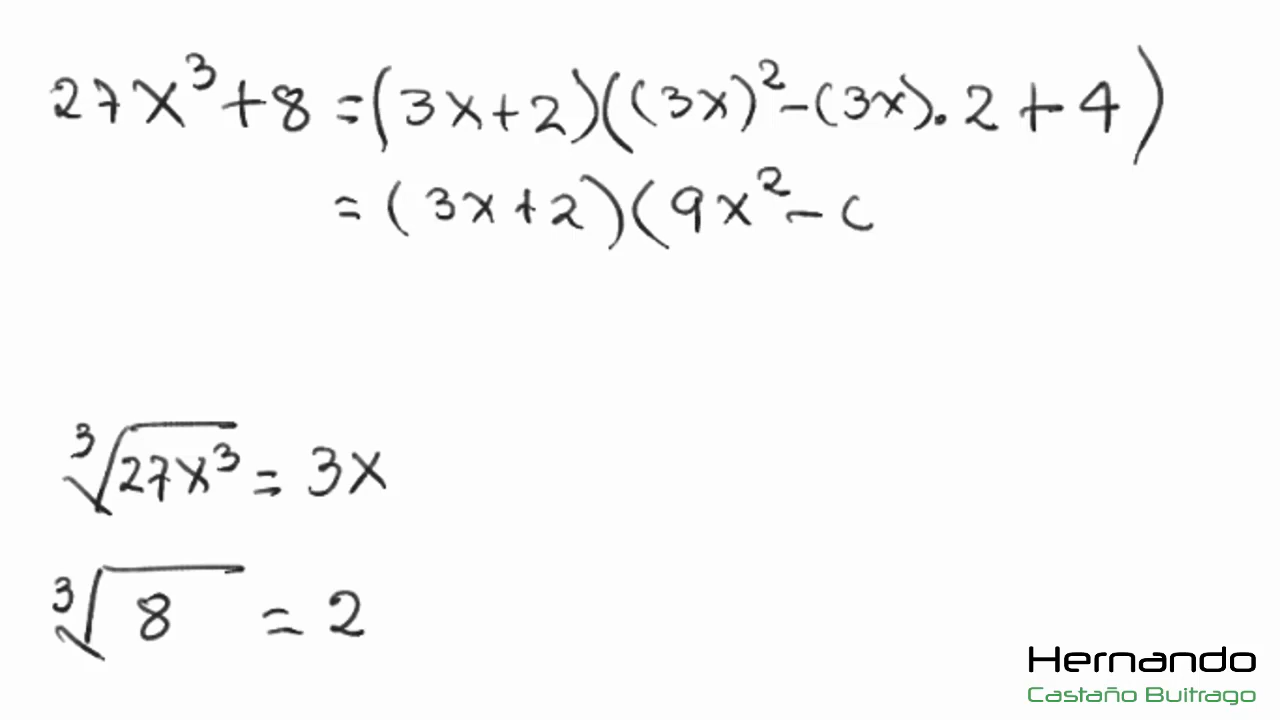 27x³+8 = (3x+2)((3x)²-(3x).2+4)
= (3x+2)(9x²-
∛27x³ = 3x
∛8 = 2
Hernando
Castaño Buitrago